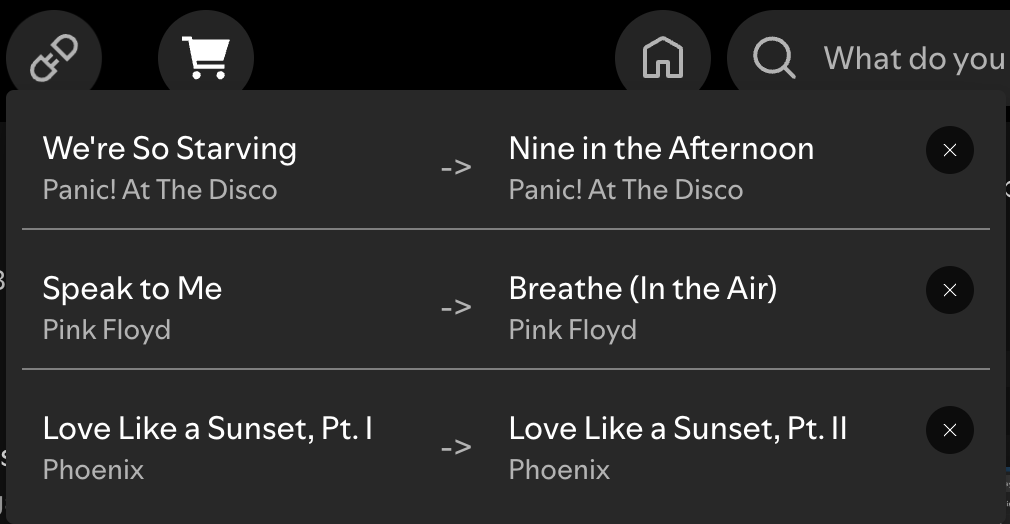 What do you
We're So Starving -> Nine in the Afternoon
Panic! At The Disco Panic! At The Disco
Speak to Me -> Breathe (In the Air)
Pink Floyd Pink Floyd
Love Like a Sunset, Pt. I -> Love Like a Sunset, Pt. II
Phoenix Phoenix